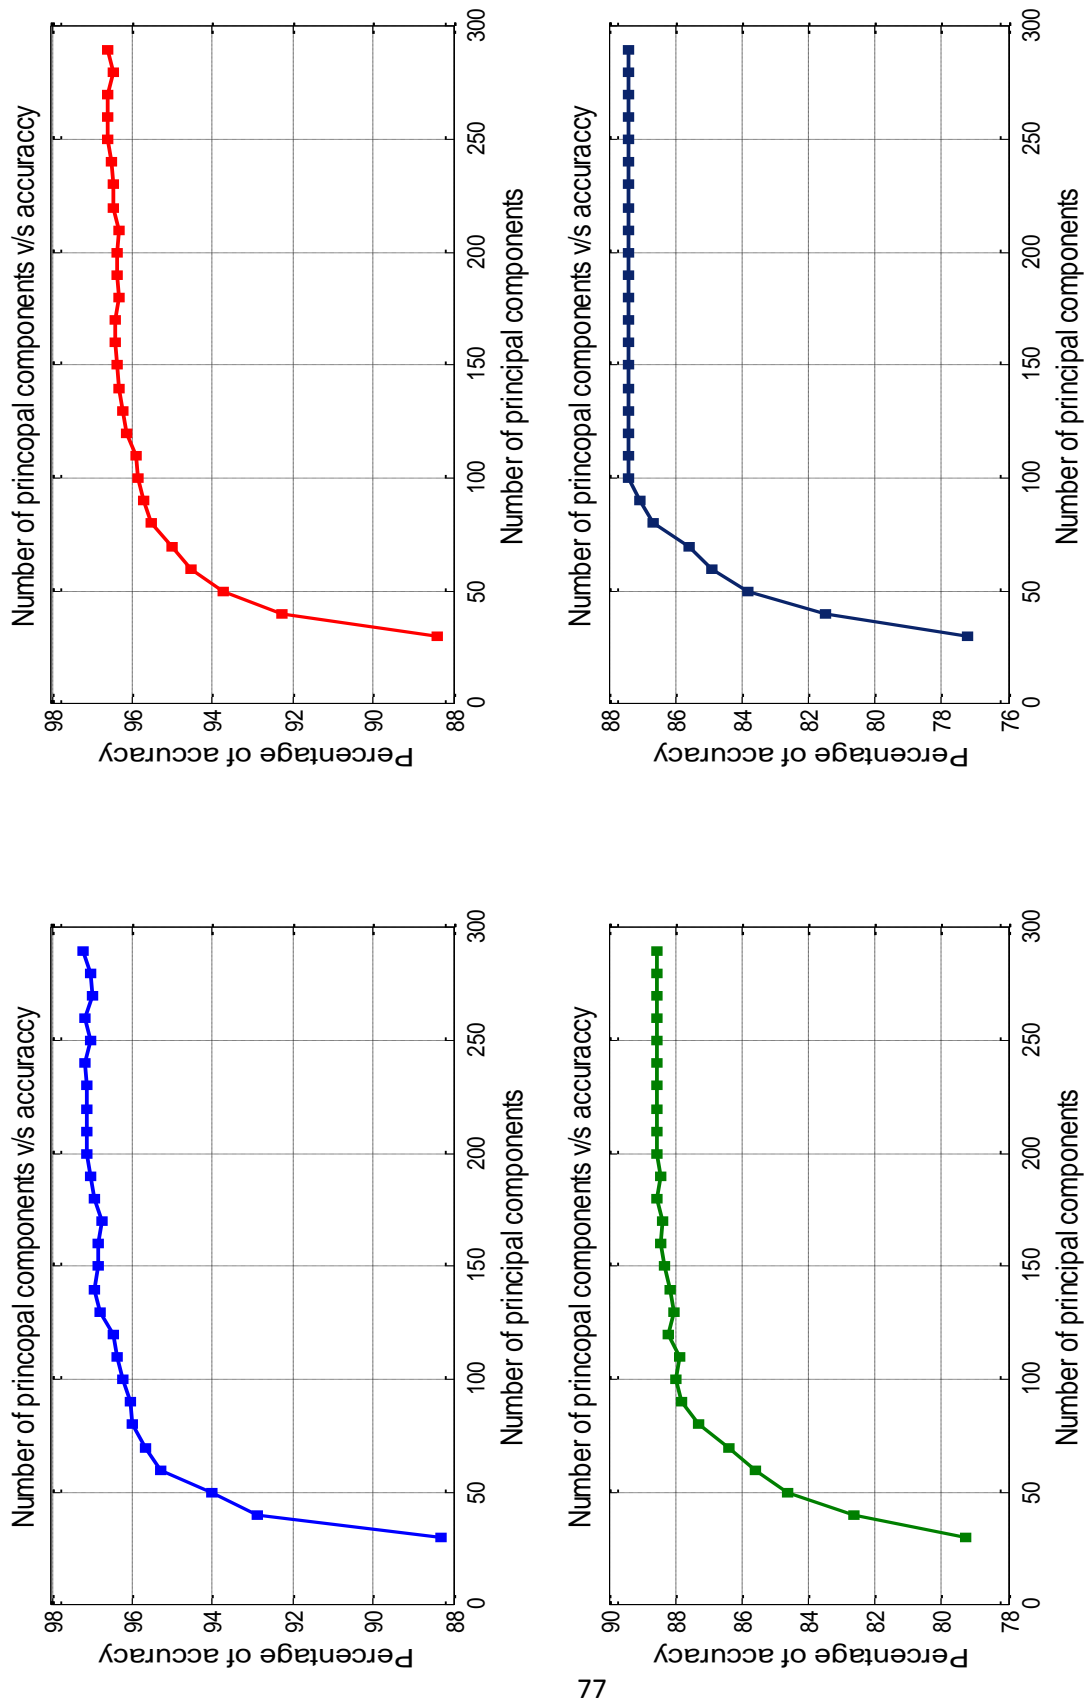 Number of princopal components v/s accuraccy
Percentage of accuracy
98
96
94
92
90
88
0 50 100 150 200 250 300
Number of principal components
Number of princopal components v/s accuraccy
Percentage of accuracy
98
96
94
92
90
88
0 50 100 150 200 250 300
Number of principal components
Number of princopal components v/s accuraccy
Percentage of accuracy
90
88
86
84
82
80
78
0 50 100 150 200 250 300
Number of principal components
Number of princopal components v/s accuraccy
Percentage of accuracy
88
86
84
82
80
78
76
0 50 100 150 200 250 300
Number of principal components
77